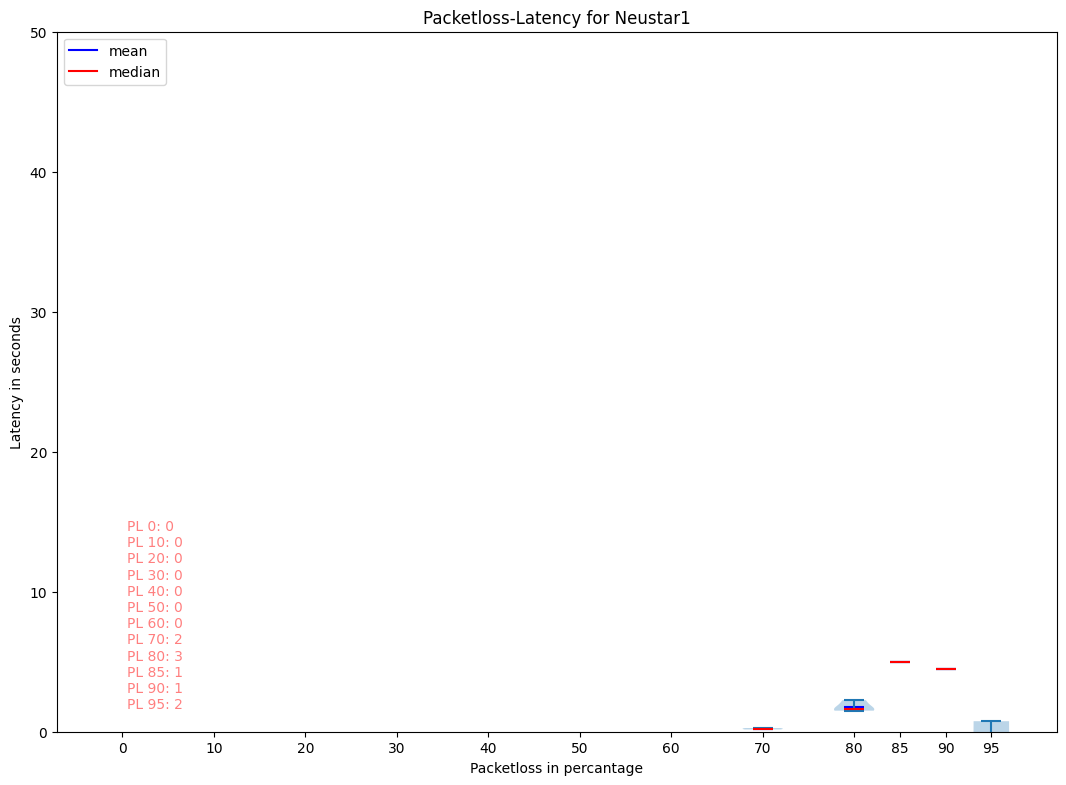 Packetloss-Latency for Neustar1
mean
median
50
40
30
20
10
0
Latency in seconds
PL 0: 0
PL 10: 0
PL 20: 0
PL 30: 0
PL 40: 0
PL 50: 0
PL 60: 0
PL 70: 2
PL 80: 3
PL 85: 1
PL 90: 1
PL 95: 2
0 10 20 30 40 50 60 70 80 85 90 95
Packetloss in percantage